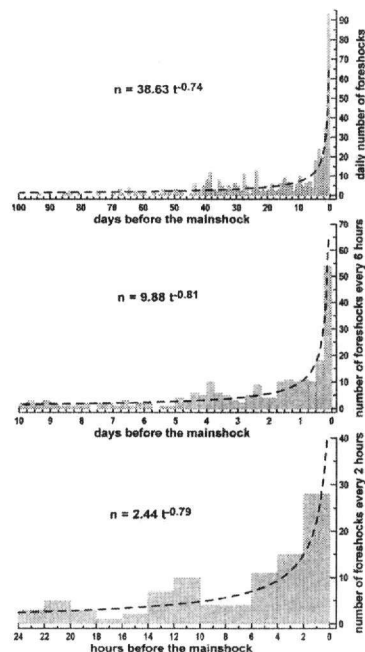 n = 38.63 t-0.74
90
80
70
60
50
40
30
20
10
0
daily number of foreshocks
100 90 80 70 60 50 40 30 20 10 0
days before the mainshock
n = 9.88 t-0.81
70
60
50
40
30
20
10
0
number of foreshocks every 6 hours
10 9 8 7 6 5 4 3 2 1 0
days before the mainshock
n = 2.44 t-0.79
40
30
20
10
0
number of foreshocks every 2 hours
24 22 20 18 16 14 12 10 8 6 4 2 0
hours before the mainshock